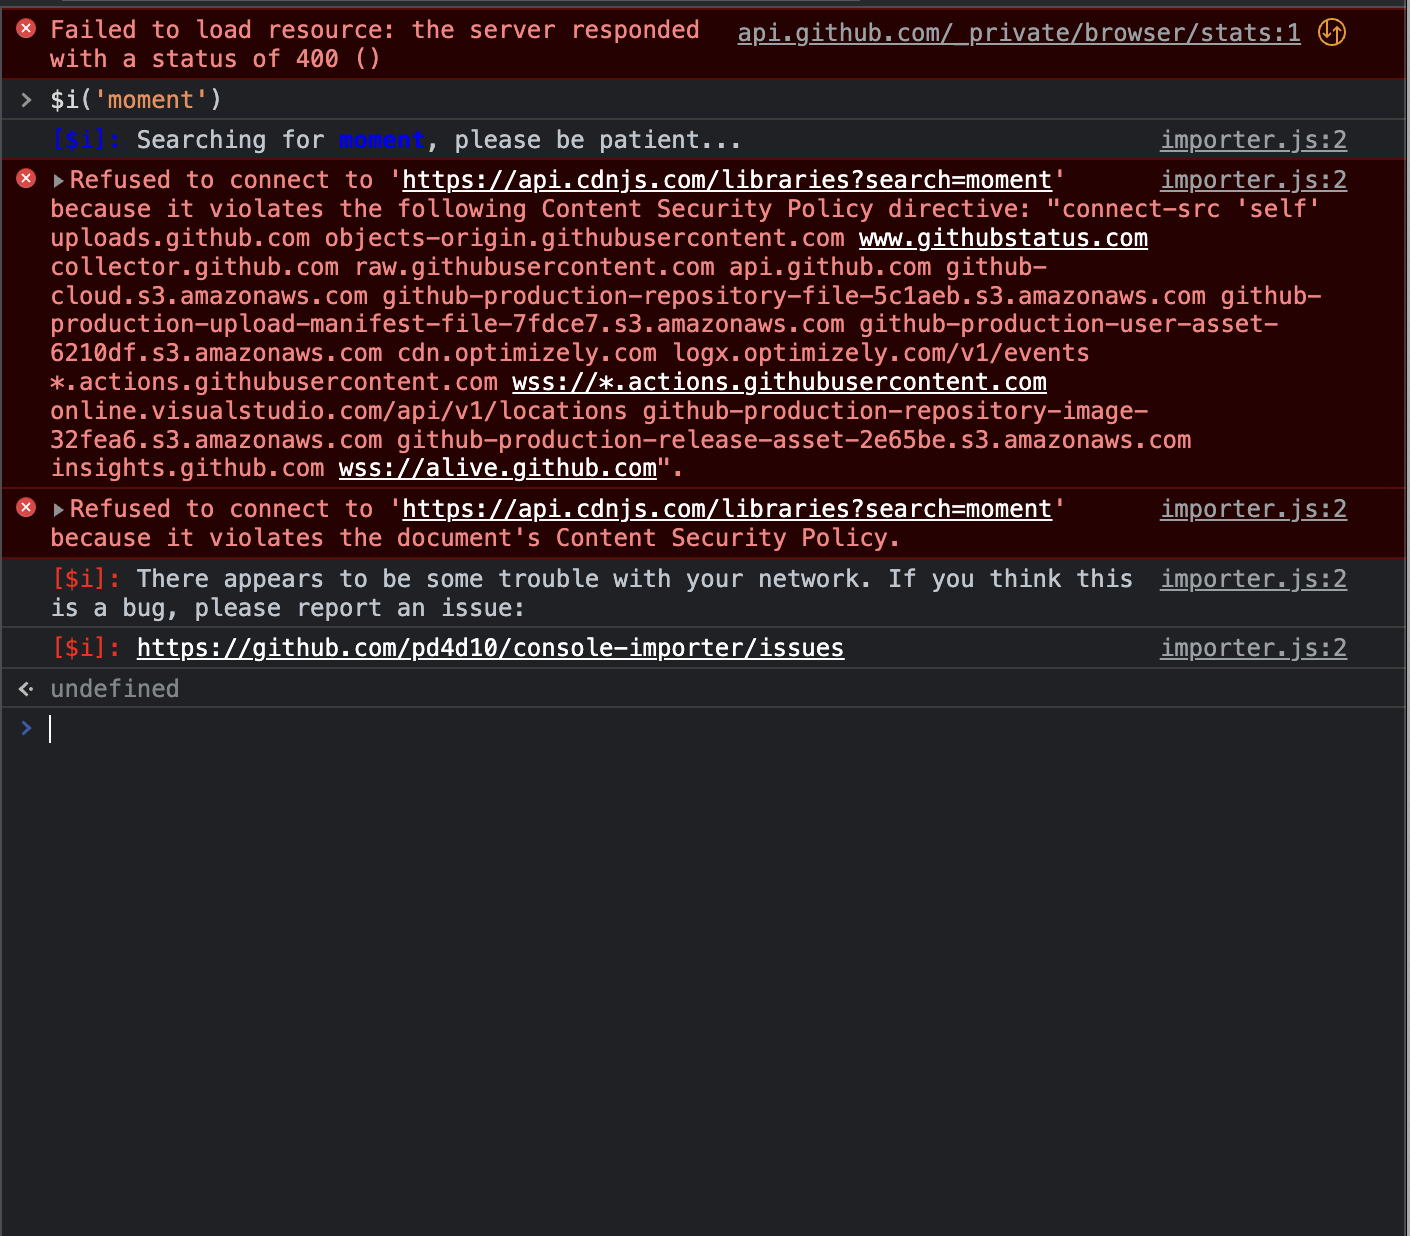 Failed to load resource: the server responded api.github.com/_private/browser/stats:1
with a status of 400 ()
> $i('moment')
[$i]: Searching for moment, please be patient... importer.js:2
Refused to connect to 'https://api.cdnjs.com/libraries?search=moment' importer.js:2
because it violates the following Content Security Policy directive: "connect-src 'self'
uploads.github.com objects-origin.githubusercontent.com www.githubstatus.com
collector.github.com raw.githubusercontent.com api.github.com github-
cloud.s3.amazonaws.com github-production-repository-file-5c1aeb.s3.amazonaws.com github-
production-upload-manifest-file-7fdce7.s3.amazonaws.com github-production-user-asset-
6210df.s3.amazonaws.com cdn.optimizely.com logx.optimizely.com/v1/events
*.actions.githubusercontent.com wss://*.actions.githubusercontent.com
online.visualstudio.com/api/v1/locations github-production-repository-image-
32fea6.s3.amazonaws.com github-production-release-asset-2e65be.s3.amazonaws.com
insights.github.com wss://alive.github.com".
Refused to connect to 'https://api.cdnjs.com/libraries?search=moment' importer.js:2
because it violates the document's Content Security Policy.
[$i]: There appears to be some trouble with your network. If you think this importer.js:2
is a bug, please report an issue:
[$i]: https://github.com/pd4d10/console-importer/issues importer.js:2
undefined
>